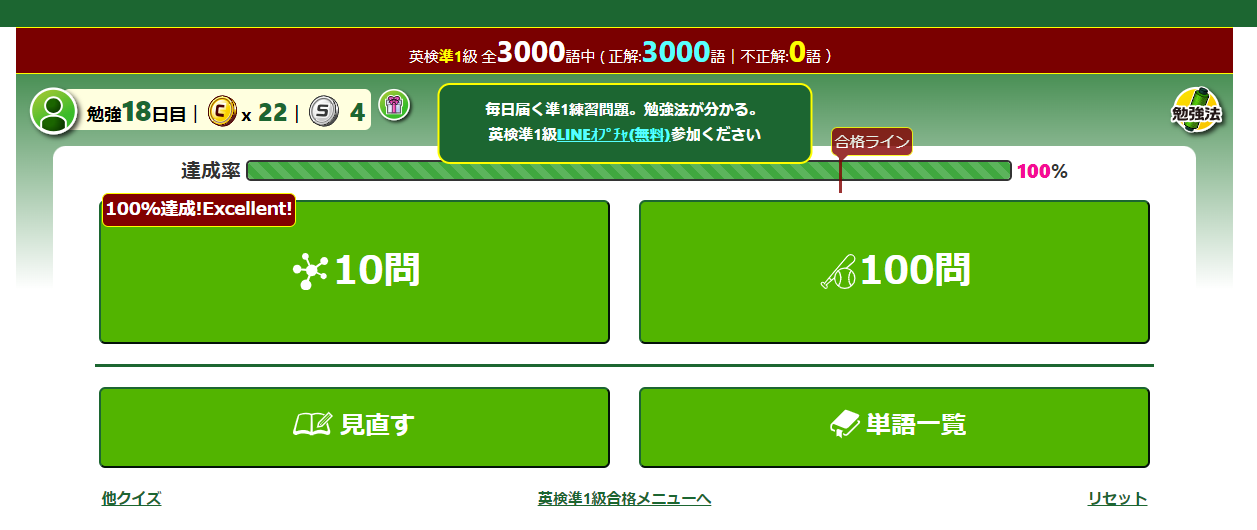 英検準1級 全3000語中 ( 正解:3000語 | 不正解:0語 )
勉強18日目 | C x 22 | S 4
毎日届く準1練習問題。勉強法が分かる。
英検準1級LINEｵﾌﾟﾁｬ(無料)参加ください
勉強法
合格ライン
達成率 100%
100%達成!Excellent!
10問
100問
見直す
単語一覧
他クイズ
英検準1級合格メニューへ
リセット